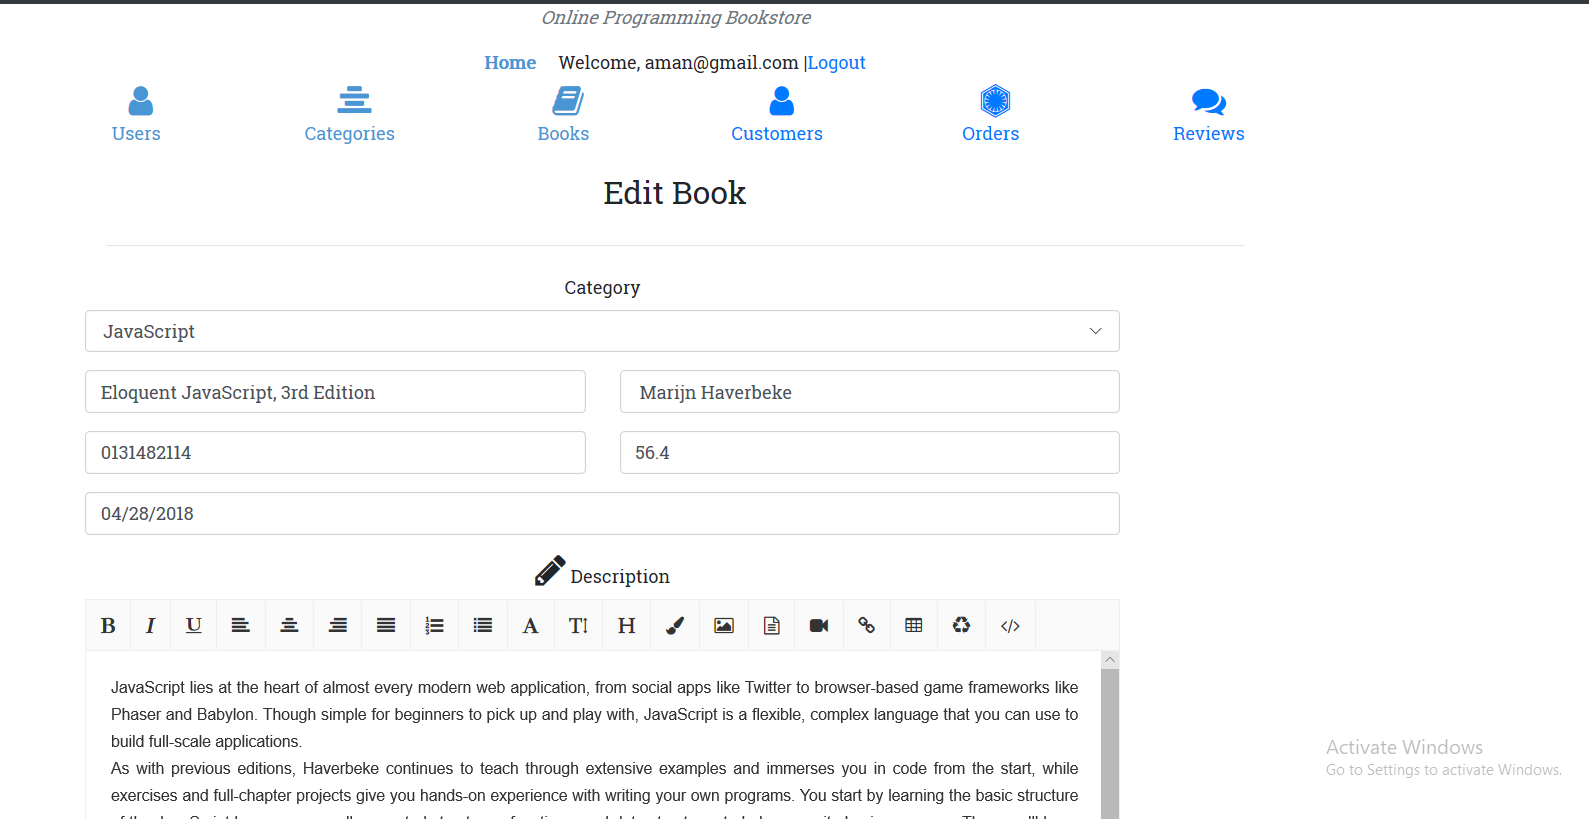 Online Programming Bookstore
Home Welcome, aman@gmail.com |Logout
Users Categories Books Customers Orders Reviews
Edit Book
Category
JavaScript
Eloquent JavaScript, 3rd Edition Marijn Haverbeke
0131482114 56.4
04/28/2018
Description
B I U A T H </>
JavaScript lies at the heart of almost every modern web application, from social apps like Twitter to browser-based game frameworks like
Phaser and Babylon. Though simple for beginners to pick up and play with, JavaScript is a flexible, complex language that you can use to
build full-scale applications.
As with previous editions, Haverbeke continues to teach through extensive examples and immerses you in code from the start, while
exercises and full-chapter projects give you hands-on experience with writing your own programs. You start by learning the basic structure
Activate Windows
Go to Settings to activate Windows.